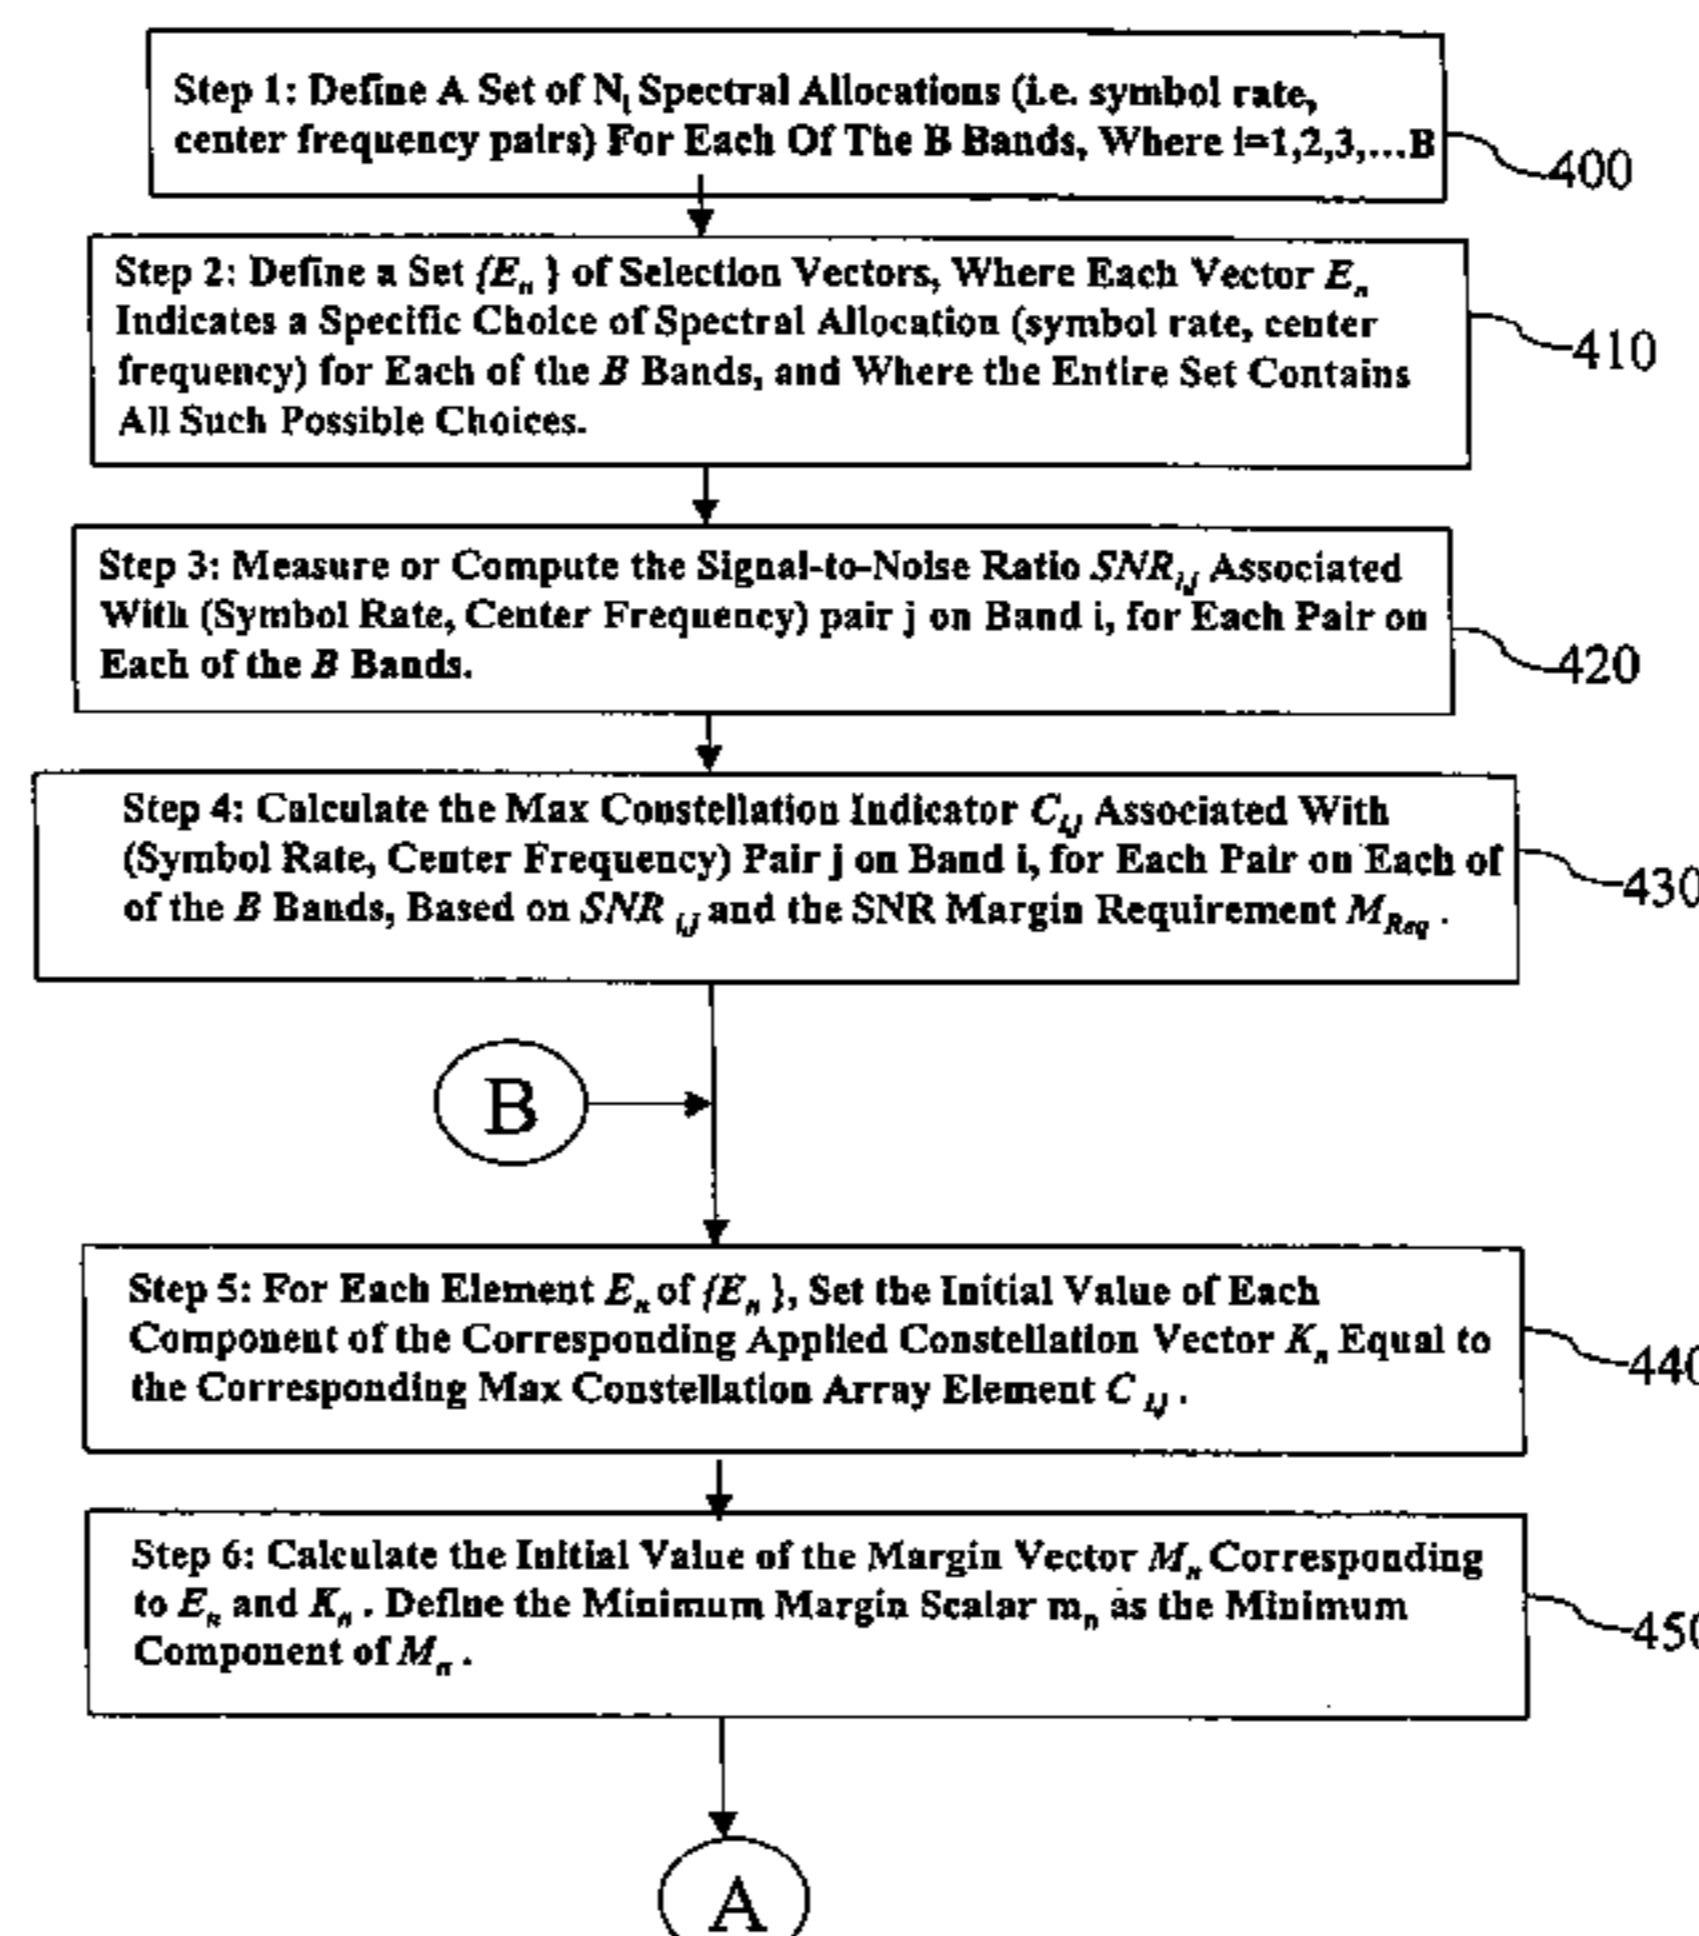 Step 1: Define A Set of Ni Spectral Allocations (i.e. symbol rate,
center frequency pairs) For Each Of The B Bands, Where i=1,2,3,...B
400
Step 2: Define a Set {En } of Selection Vectors, Where Each Vector En
Indicates a Specific Choice of Spectral Allocation (symbol rate, center
frequency) for Each of the B Bands, and Where the Entire Set Contains
All Such Possible Choices.
410
Step 3: Measure or Compute the Signal-to-Noise Ratio SNRi,j Associated
With (Symbol Rate, Center Frequency) pair j on Band i, for Each Pair on
Each of the B Bands.
420
Step 4: Calculate the Max Constellation Indicator Ci,j Associated With
(Symbol Rate, Center Frequency) Pair j on Band i, for Each Pair on Each of
of the B Bands, Based on SNR i,j and the SNR Margin Requirement MReq .
430
B
Step 5: For Each Element En of {En }, Set the Initial Value of Each
Component of the Corresponding Applied Constellation Vector Kn Equal to
the Corresponding Max Constellation Array Element C i,j .
440
Step 6: Calculate the Initial Value of the Margin Vector Mn Corresponding
to En and Kn . Define the Minimum Margin Scalar mn as the Minimum
Component of Mn .
450
A